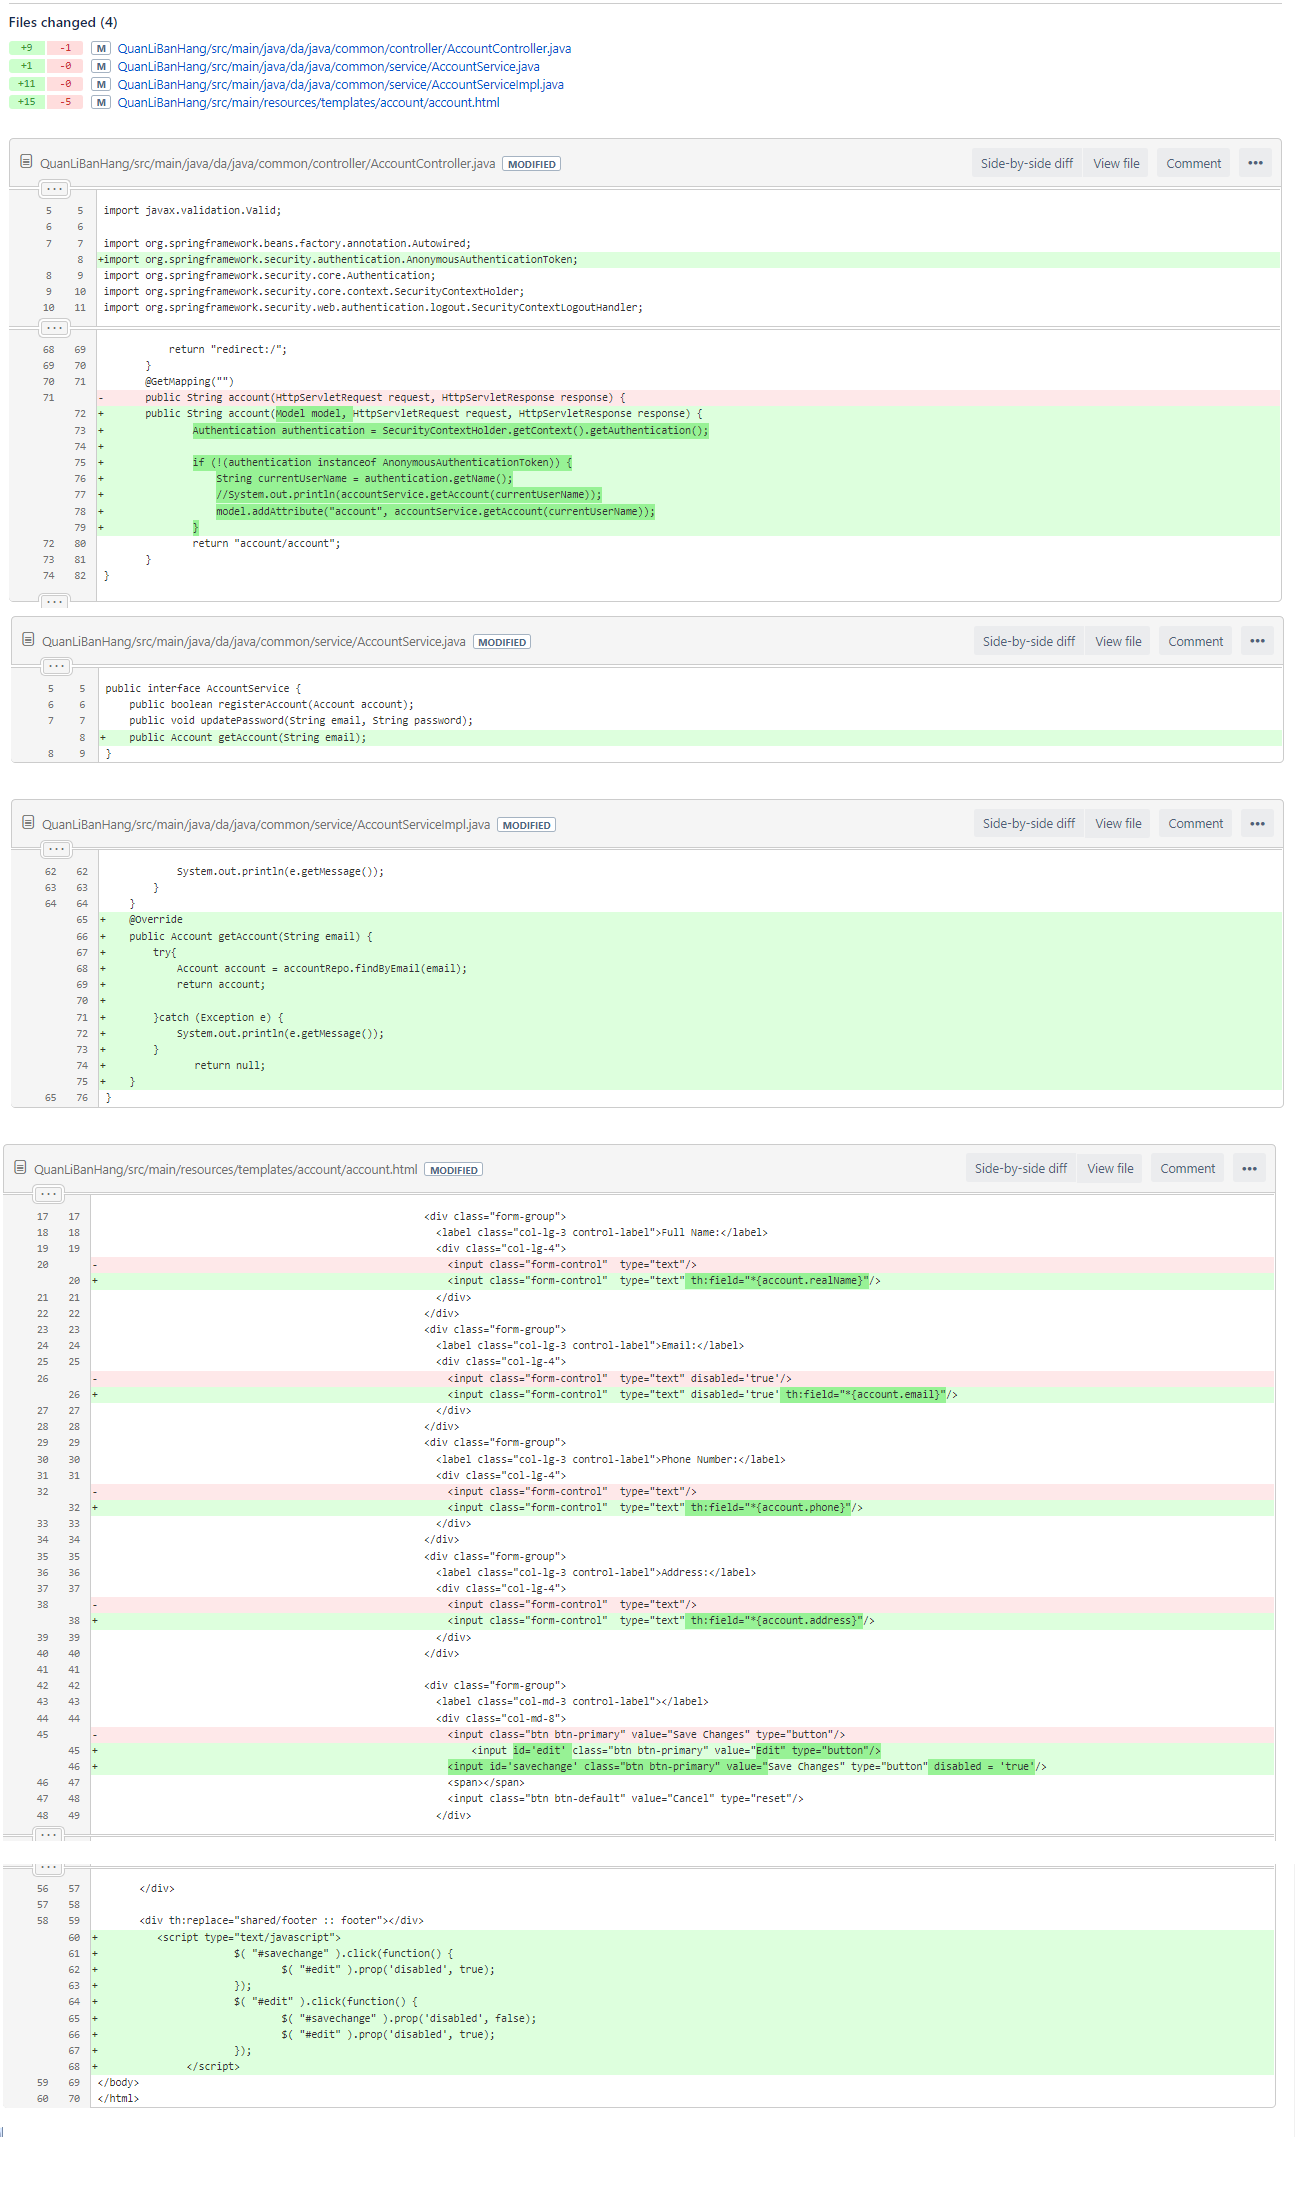 Files changed (4)
+9 -1 M QuanLiBanHang/src/main/java/da/java/common/controller/AccountController.java
+1 -0 M QuanLiBanHang/src/main/java/da/java/common/service/AccountService.java
+11 -0 M QuanLiBanHang/src/main/java/da/java/common/service/AccountServiceImpl.java
+15 -5 M QuanLiBanHang/src/main/resources/templates/account/account.html
QuanLiBanHang/src/main/java/da/java/common/controller/AccountController.java MODIFIED Side-by-side diff View file Comment •••
...
5 5 import javax.validation.Valid;
6 6
7 7 import org.springframework.beans.factory.annotation.Autowired;
8 +import org.springframework.security.authentication.AnonymousAuthenticationToken;
8 9 import org.springframework.security.core.Authentication;
9 10 import org.springframework.security.core.context.SecurityContextHolder;
10 11 import org.springframework.security.web.authentication.logout.SecurityContextLogoutHandler;
...
68 69 return "redirect:/";
69 70 }
70 71 @GetMapping("")
71 - public String account(HttpServletRequest request, HttpServletResponse response) {
72 + public String account(Model model, HttpServletRequest request, HttpServletResponse response) {
73 + Authentication authentication = SecurityContextHolder.getContext().getAuthentication();
74 +
75 + if (!(authentication instanceof AnonymousAuthenticationToken)) {
76 + String currentUserName = authentication.getName();
77 + //System.out.println(accountService.getAccount(currentUserName));
78 + model.addAttribute("account", accountService.getAccount(currentUserName));
79 + }
72 80 return "account/account";
73 81 }
74 82 }
...
QuanLiBanHang/src/main/java/da/java/common/service/AccountService.java MODIFIED Side-by-side diff View file Comment •••
...
5 5 public interface AccountService {
6 6 public boolean registerAccount(Account account);
7 7 public void updatePassword(String email, String password);
8 + public Account getAccount(String email);
8 9 }
QuanLiBanHang/src/main/java/da/java/common/service/AccountServiceImpl.java MODIFIED Side-by-side diff View file Comment •••
...
62 62 System.out.println(e.getMessage());
63 63 }
64 64 }
65 + @Override
66 + public Account getAccount(String email) {
67 + try{
68 + Account account = accountRepo.findByEmail(email);
69 + return account;
70 +
71 + }catch (Exception e) {
72 + System.out.println(e.getMessage());
73 + }
74 + return null;
75 + }
65 76 }
QuanLiBanHang/src/main/resources/templates/account/account.html MODIFIED Side-by-side diff View file Comment •••
...
17 17 <div class="form-group">
18 18 <label class="col-lg-3 control-label">Full Name:</label>
19 19 <div class="col-lg-4">
20 - <input class="form-control" type="text"/>
20 + <input class="form-control" type="text" th:field="*{account.realName}"/>
21 21 </div>
22 22 </div>
23 23 <div class="form-group">
24 24 <label class="col-lg-3 control-label">Email:</label>
25 25 <div class="col-lg-4">
26 - <input class="form-control" type="text" disabled='true'/>
26 + <input class="form-control" type="text" disabled='true' th:field="*{account.email}"/>
27 27 </div>
28 28 </div>
29 29 <div class="form-group">
30 30 <label class="col-lg-3 control-label">Phone Number:</label>
31 31 <div class="col-lg-4">
32 - <input class="form-control" type="text"/>
32 + <input class="form-control" type="text" th:field="*{account.phone}"/>
33 33 </div>
34 34 </div>
35 35 <div class="form-group">
36 36 <label class="col-lg-3 control-label">Address:</label>
37 37 <div class="col-lg-4">
38 - <input class="form-control" type="text"/>
38 + <input class="form-control" type="text" th:field="*{account.address}"/>
39 39 </div>
40 40 </div>
41 41
42 42 <div class="form-group">
43 43 <label class="col-md-3 control-label"></label>
44 44 <div class="col-md-8">
45 - <input class="btn btn-primary" value="Save Changes" type="button"/>
45 + <input id='edit' class="btn btn-primary" value="Edit" type="button"/>
46 + <input id='savechange' class="btn btn-primary" value="Save Changes" type="button" disabled = 'true'/>
46 47 <span></span>
47 48 <input class="btn btn-default" value="Cancel" type="reset"/>
48 49 </div>
...
...
56 57 </div>
57 58
58 59 <div th:replace="shared/footer :: footer"></div>
60 + <script type="text/javascript">
61 + $( "#savechange" ).click(function() {
62 + $( "#edit" ).prop('disabled', true);
63 + });
64 + $( "#edit" ).click(function() {
65 + $( "#savechange" ).prop('disabled', false);
66 + $( "#edit" ).prop('disabled', true);
67 + });
68 + </script>
59 69 </body>
60 70 </html>